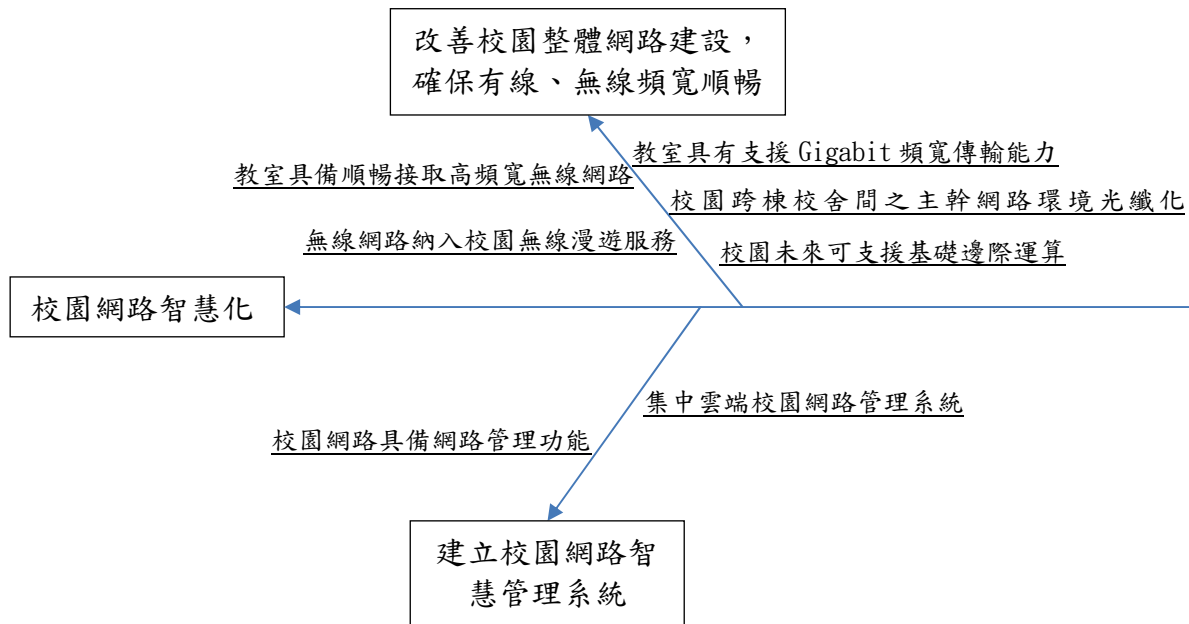 改善校園整體網路建設，
確保有線、無線頻寬順暢
教室具有支援 Gigabit 頻寬傳輸能力
教室具備順暢接取高頻寬無線網路
校園跨棟校舍間之主幹網路環境光纖化
無線網路納入校園無線漫遊服務
校園未來可支援基礎邊際運算
校園網路智慧化
集中雲端校園網路管理系統
校園網路具備網路管理功能
建立校園網路智
慧管理系統